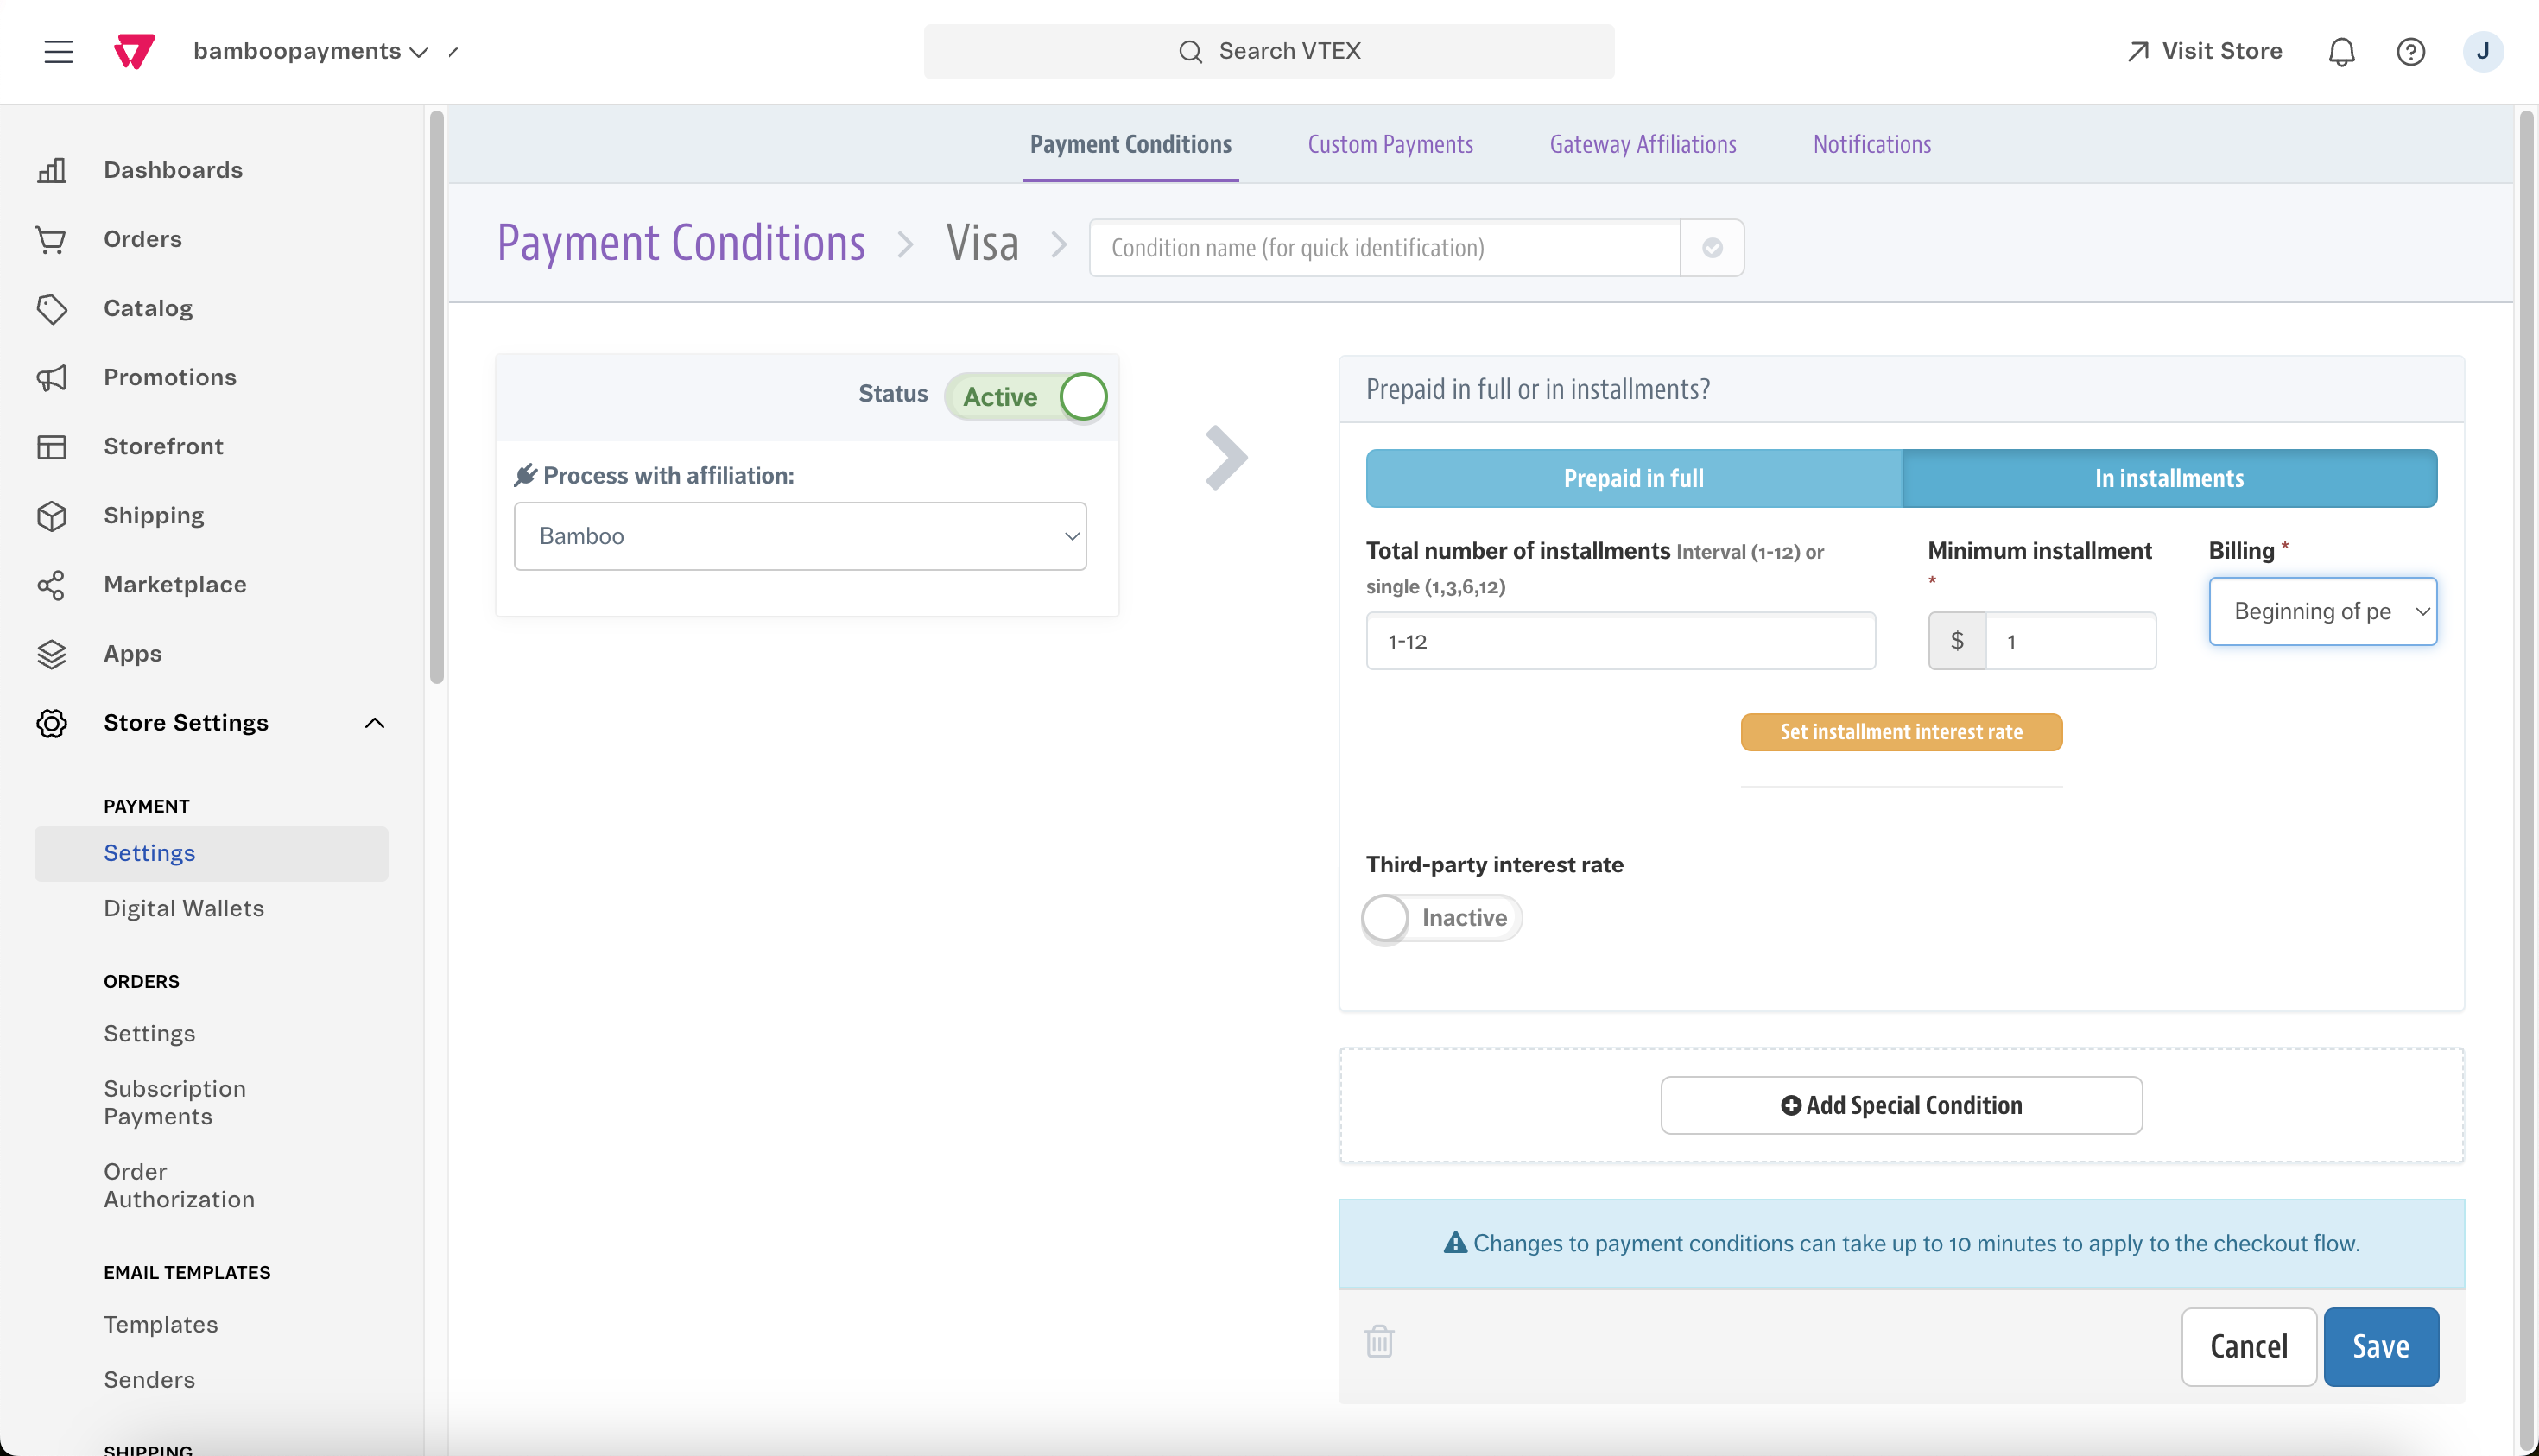 bamboopayments
Search VTEX
Visit Store
J
Dashboards
Orders
Catalog
Promotions
Storefront
Shipping
Marketplace
Apps
Store Settings
PAYMENT
Settings
Digital Wallets
ORDERS
Settings
Subscription
Payments
Order
Authorization
EMAIL TEMPLATES
Templates
Senders
SHIPPING
Payment Conditions
Custom Payments
Gateway Affiliations
Notifications
Payment Conditions
Visa
Condition name (for quick identification)
Status
Active
Process with affiliation:
Bamboo
Prepaid in full or in installments?
Prepaid in full
In installments
Total number of installments Interval (1-12) or
single (1,3,6,12)
1-12
Minimum installment
*
$
1
Billing *
Beginning of pe
Set installment interest rate
Third-party interest rate
Inactive
Add Special Condition
Changes to payment conditions can take up to 10 minutes to apply to the checkout flow.
Cancel
Save